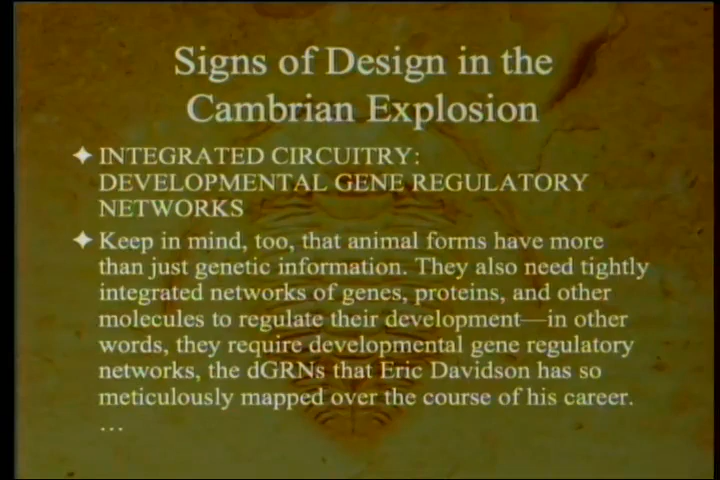 Signs of Design in the
Cambrian Explosion
✦ INTEGRATED CIRCUITRY:
DEVELOPMENTAL GENE REGULATORY
NETWORKS
✦ Keep in mind, too, that animal forms have more
than just genetic information. They also need tightly
integrated networks of genes, proteins, and other
molecules to regulate their development—in other
words, they require developmental gene regulatory
networks, the dGRNs that Eric Davidson has so
meticulously mapped over the course of his career.
…